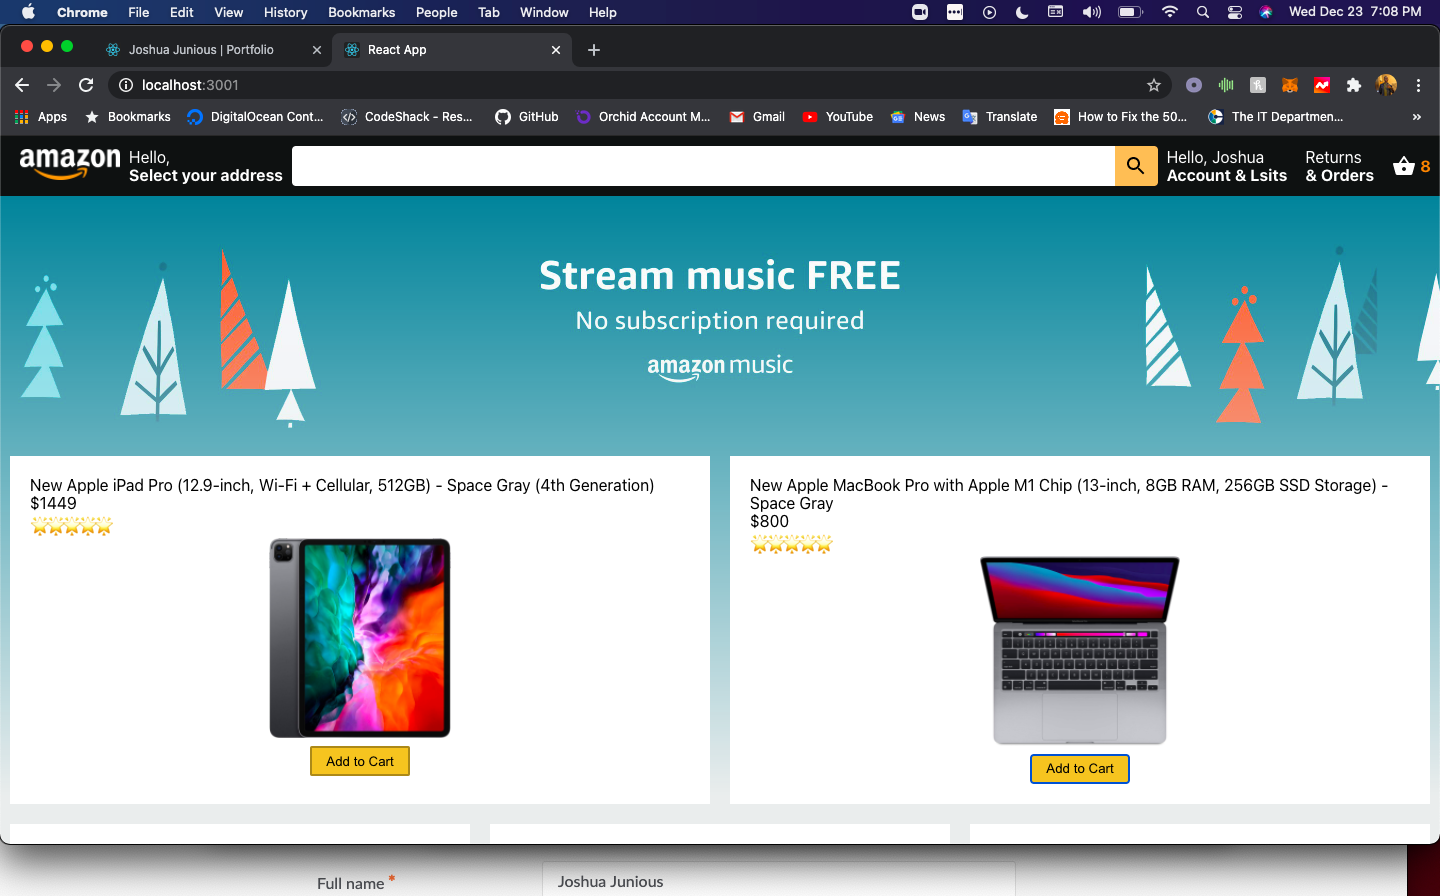 Chrome File Edit View History Bookmarks People Tab Window Help Wed Dec 23 7:08 PM
Joshua Junious | Portfolio React App
localhost:3001
Apps Bookmarks DigitalOcean Cont... CodeShack - Res... GitHub Orchid Account M... Gmail YouTube News Translate How to Fix the 50... The IT Departmen... »
amazon
Hello,
Select your address
Hello, Joshua
Account & Lsits
Returns
& Orders
8
Stream music FREE
No subscription required
amazon music
New Apple iPad Pro (12.9-inch, Wi-Fi + Cellular, 512GB) - Space Gray (4th Generation)
$1449
Add to Cart
New Apple MacBook Pro with Apple M1 Chip (13-inch, 8GB RAM, 256GB SSD Storage) -
Space Gray
$800
Add to Cart
Full name * Joshua Junious